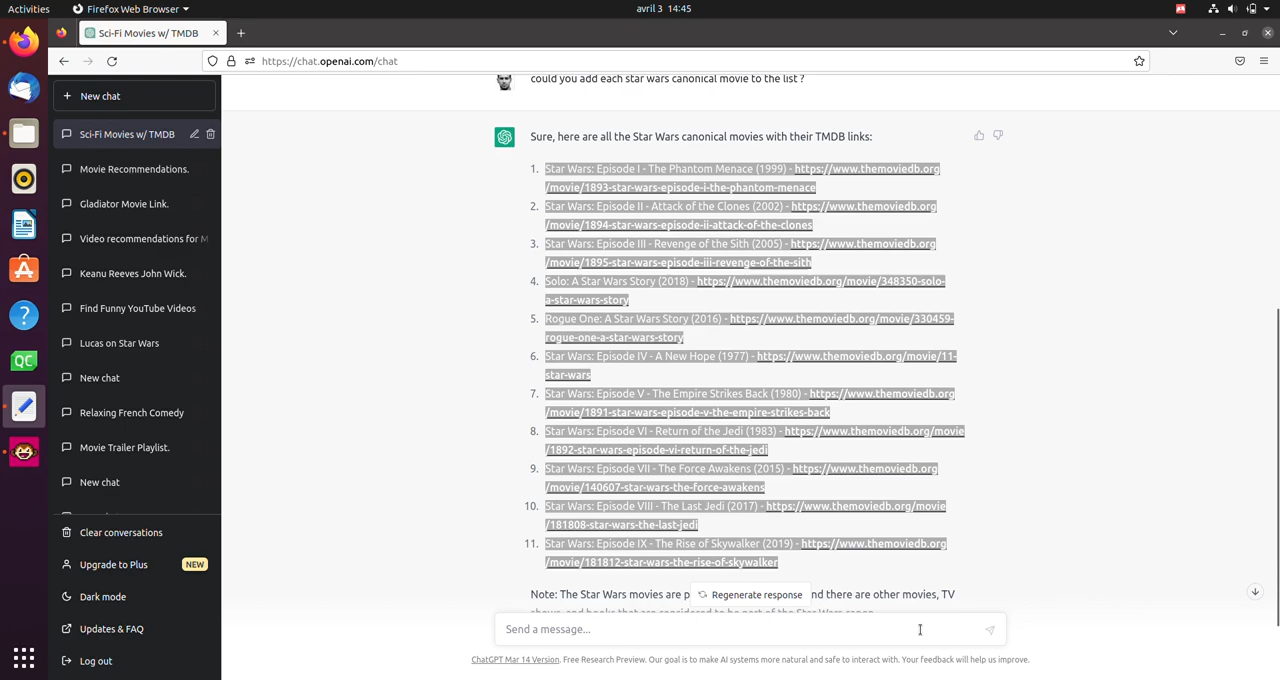 Activities
Firefox Web Browser
avril 3 14:45
Sci-Fi Movies w/ TMDB
https://chat.openai.com/chat
New chat
Sci-Fi Movies w/ TMDB
Movie Recommendations.
Gladiator Movie Link.
Video recommendations for M
Keanu Reeves John Wick.
Find Funny YouTube Videos
Lucas on Star Wars
New chat
Relaxing French Comedy
Movie Trailer Playlist.
New chat
Clear conversations
Upgrade to Plus NEW
Dark mode
Updates & FAQ
Log out
could you add each star wars canonical movie to the list ?
Sure, here are all the Star Wars canonical movies with their TMDB links:
1. Star Wars: Episode I - The Phantom Menace (1999) - https://www.themoviedb.org
/movie/1893-star-wars-episode-i-the-phantom-menace
2. Star Wars: Episode II - Attack of the Clones (2002) - https://www.themoviedb.org
/movie/1894-star-wars-episode-ii-attack-of-the-clones
3. Star Wars: Episode III - Revenge of the Sith (2005) - https://www.themoviedb.org
/movie/1895-star-wars-episode-iii-revenge-of-the-sith
4. Solo: A Star Wars Story (2018) - https://www.themoviedb.org/movie/348350-solo-
a-star-wars-story
5. Rogue One: A Star Wars Story (2016) - https://www.themoviedb.org/movie/330459-
rogue-one-a-star-wars-story
6. Star Wars: Episode IV - A New Hope (1977) - https://www.themoviedb.org/movie/11-
star-wars
7. Star Wars: Episode V - The Empire Strikes Back (1980) - https://www.themoviedb.org
/movie/1891-star-wars-episode-v-the-empire-strikes-back
8. Star Wars: Episode VI - Return of the Jedi (1983) - https://www.themoviedb.org/movie
/1892-star-wars-episode-vi-return-of-the-jedi
9. Star Wars: Episode VII - The Force Awakens (2015) - https://www.themoviedb.org
/movie/140607-star-wars-the-force-awakens
10. Star Wars: Episode VIII - The Last Jedi (2017) - https://www.themoviedb.org/movie
/181808-star-wars-the-last-jedi
11. Star Wars: Episode IX - The Rise of Skywalker (2019) - https://www.themoviedb.org
/movie/181812-star-wars-the-rise-of-skywalker
Note: The Star Wars movies are p
Regenerate response
nd there are other movies, TV
shows, and books that are considered to be part of the Star Wars canon.
Send a message...
ChatGPT Mar 14 Version. Free Research Preview. Our goal is to make AI systems more natural and safe to interact with. Your feedback will help us improve.
QC